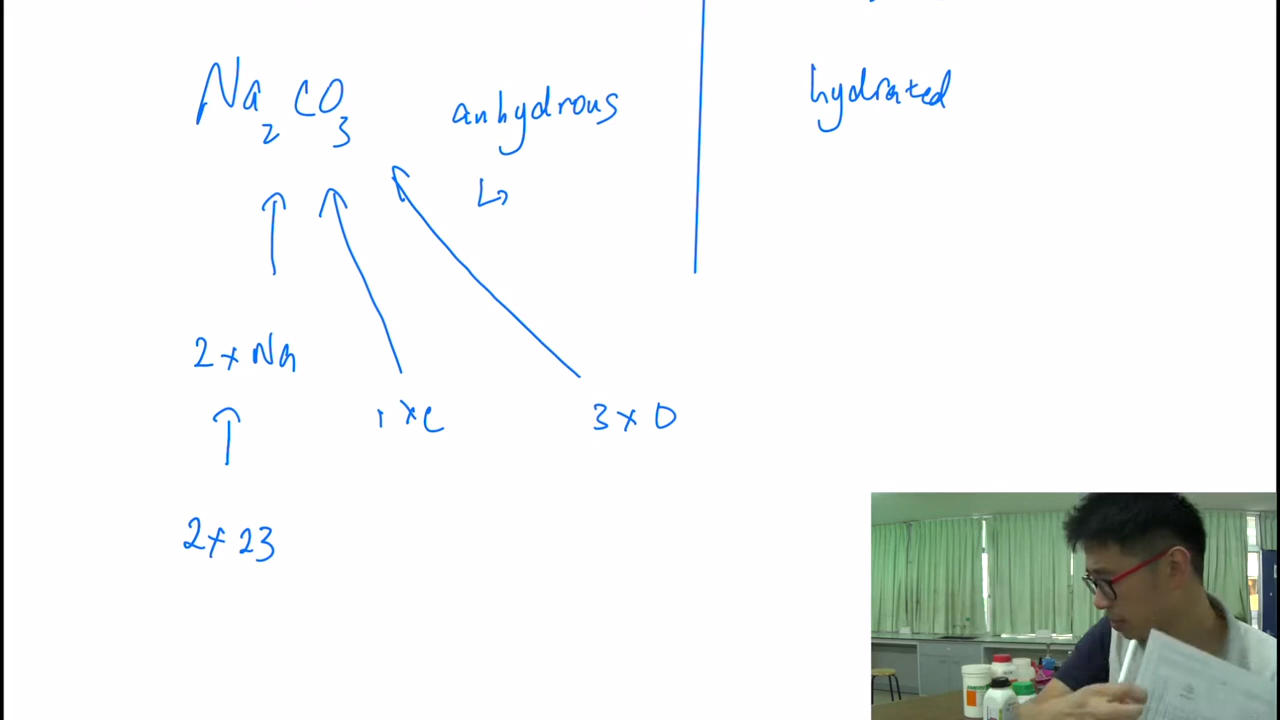 Na2CO3 anhydrous
↳
hydrated
2 x Na
1 x C
3 x O
2 x 23